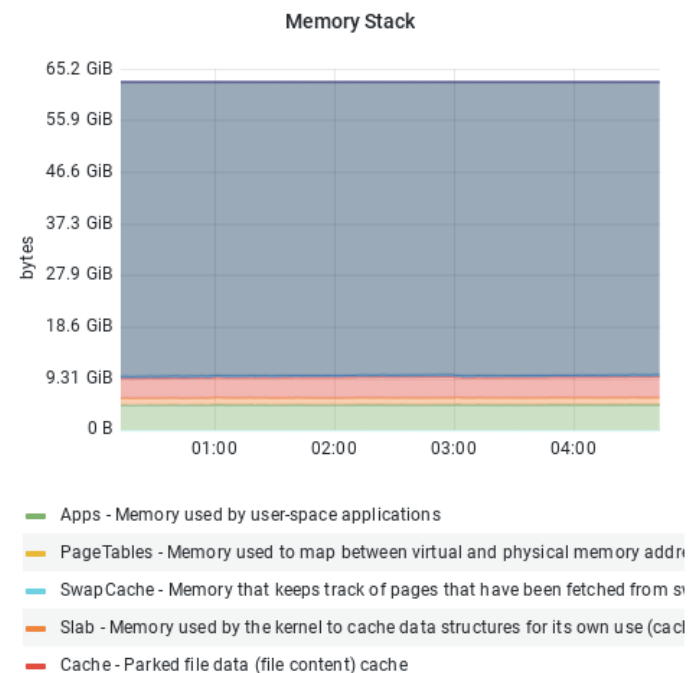 Memory Stack
65.2 GiB
55.9 GiB
46.6 GiB
37.3 GiB
27.9 GiB
18.6 GiB
9.31 GiB
0 B
bytes
01:00 02:00 03:00 04:00
Apps - Memory used by user-space applications
PageTables - Memory used to map between virtual and physical memory
SwapCache - Memory that keeps track of pages that have been fetched from
Slab - Memory used by the kernel to cache data structures for its own use
Cache - Parked file data (file content) cache